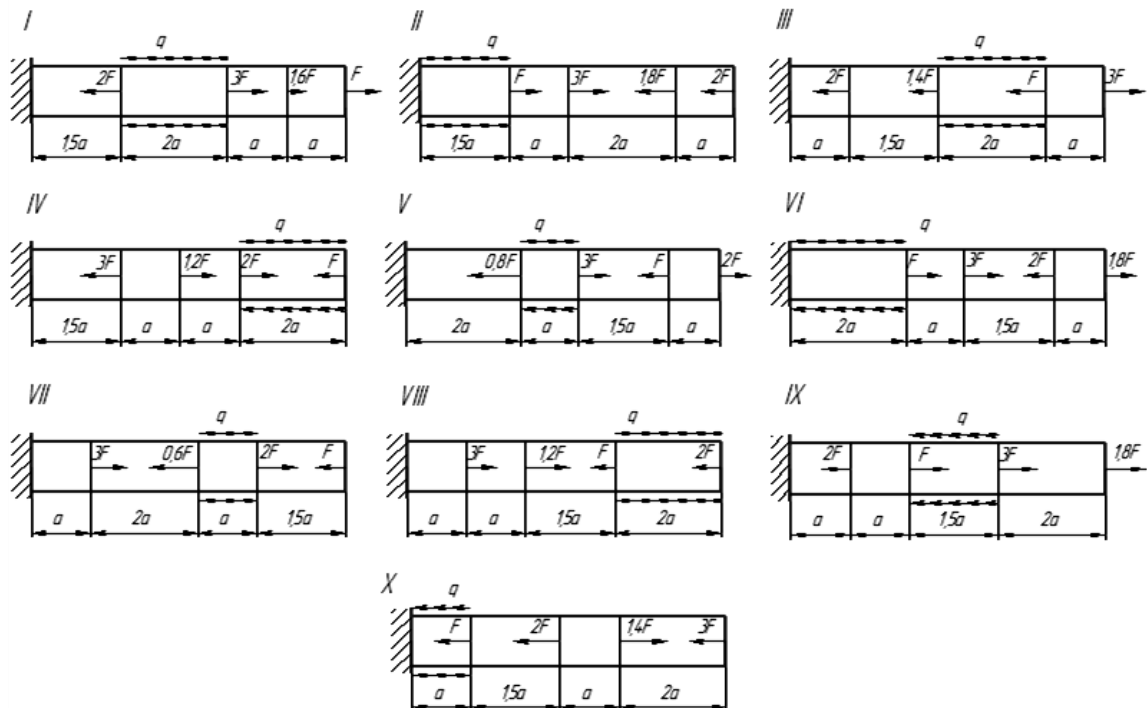 I II III
q q q
2F 3F 1,6F F F 3F 1,8F 2F 2F 1,4F F 3F
1,5a 2a a a 1,5a a 2a a a 1,5a 2a a
IV V VI
q q q
3F 1,2F 2F F 0,8F 3F F 2F F 3F 2F 1,8F
1,5a a a 2a 2a a 1,5a a 2a a 1,5a a
VII VIII IX
q q q
3F 0,6F 2F F 3F 1,2F F 2F 2F F 3F 1,8F
a 2a a 1,5a a a 1,5a 2a a a 1,5a 2a
X
q
F 2F 1,4F 3F
a 1,5a a 2a